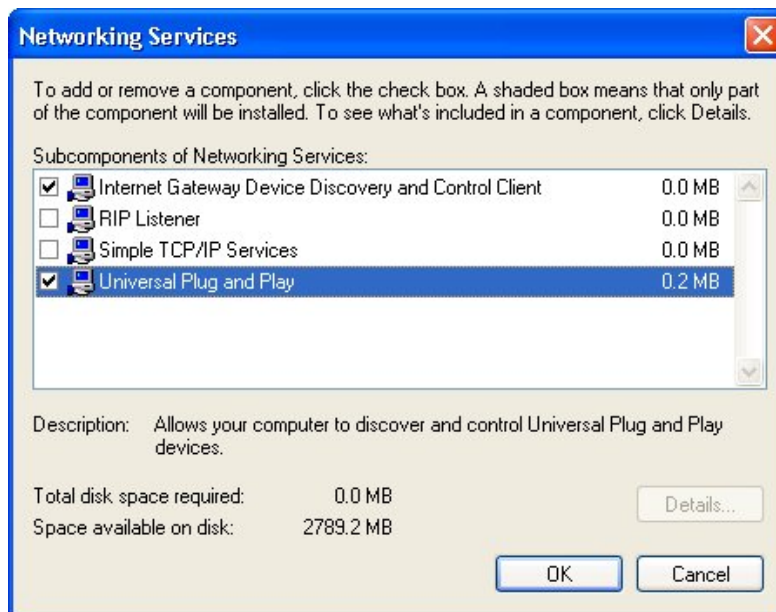 Networking Services
To add or remove a component, click the check box. A shaded box means that only part
of the component will be installed. To see what's included in a component, click Details.
Subcomponents of Networking Services:
Internet Gateway Device Discovery and Control Client 0.0 MB
RIP Listener 0.0 MB
Simple TCP/IP Services 0.0 MB
Universal Plug and Play 0.2 MB
Description: Allows your computer to discover and control Universal Plug and Play
devices.
Total disk space required: 0.0 MB
Space available on disk: 2789.2 MB
Details...
OK Cancel